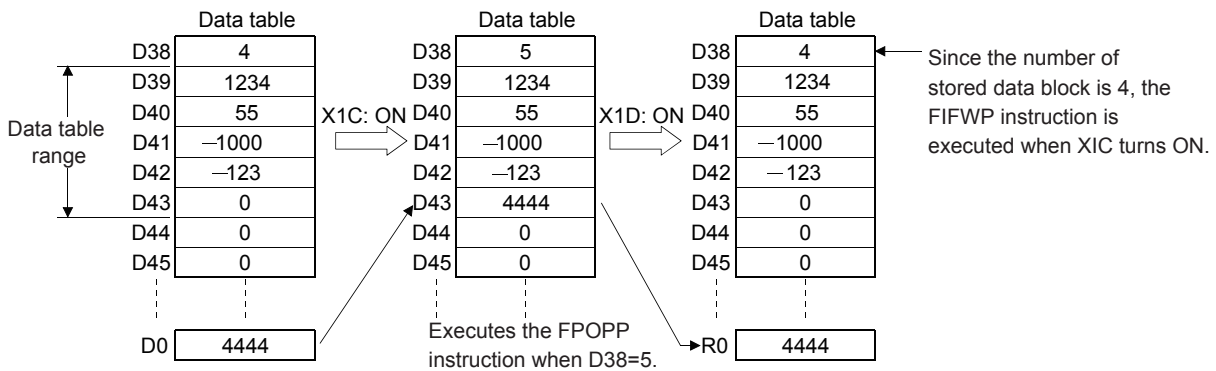 Data table Data table Data table
D38 4 D38 5 D38 4
D39 1234 D39 1234 D39 1234
D40 55 D40 55 D40 55
D41 —1000 D41 —1000 D41 —1000
D42 —123 D42 —123 D42 —123
D43 0 D43 4444 D43 0
D44 0 D44 0 D44 0
D45 0 D45 0 D45 0
D0 4444 R0 4444
Data table
range
X1C: ON
X1D: ON
Executes the FPOPP
instruction when D38=5.
Since the number of
stored data block is 4, the
FIFWP instruction is
executed when XIC turns ON.